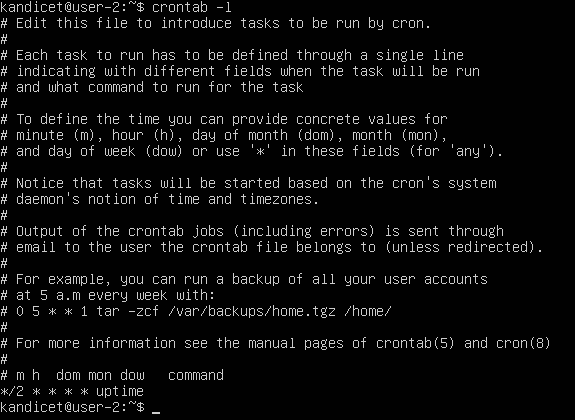 kandicet@user-2:~$ crontab -l
# Edit this file to introduce tasks to be run by cron.
#
# Each task to run has to be defined through a single line
# indicating with different fields when the task will be run
# and what command to run for the task
#
# To define the time you can provide concrete values for
# minute (m), hour (h), day of month (dom), month (mon),
# and day of week (dow) or use '*' in these fields (for 'any').
#
# Notice that tasks will be started based on the cron's system
# daemon's notion of time and timezones.
#
# Output of the crontab jobs (including errors) is sent through
# email to the user the crontab file belongs to (unless redirected).
#
# For example, you can run a backup of all your user accounts
# at 5 a.m every week with:
# 0 5 * * 1 tar -zcf /var/backups/home.tgz /home/
#
# For more information see the manual pages of crontab(5) and cron(8)
#
# m h  dom mon dow   command
*/2 * * * * uptime
kandicet@user-2:~$ _